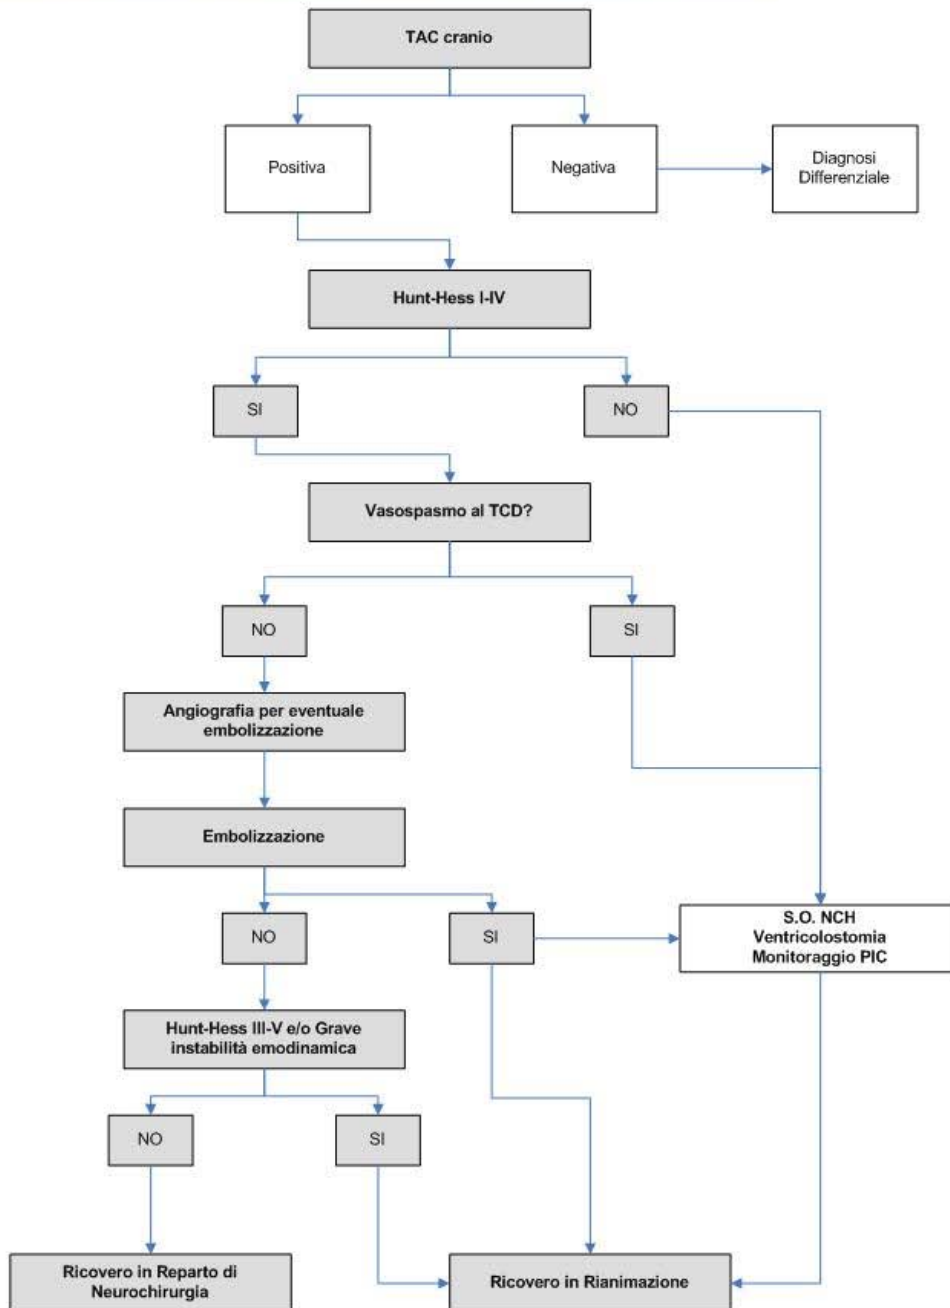 TAC cranio
Positiva
Negativa
Diagnosi
Differenziale
Hunt-Hess I-IV
SI
NO
Vasospasmo al TCD?
NO
SI
Angiografia per eventuale
embolizzazione
Embolizzazione
NO
SI
S.O. NCH
Ventricolostomia
Monitoraggio PIC
Hunt-Hess III-V e/o Grave
instabilità emodinamica
NO
SI
Ricovero in Reparto di
Neurochirurgia
Ricovero in Rianimazione